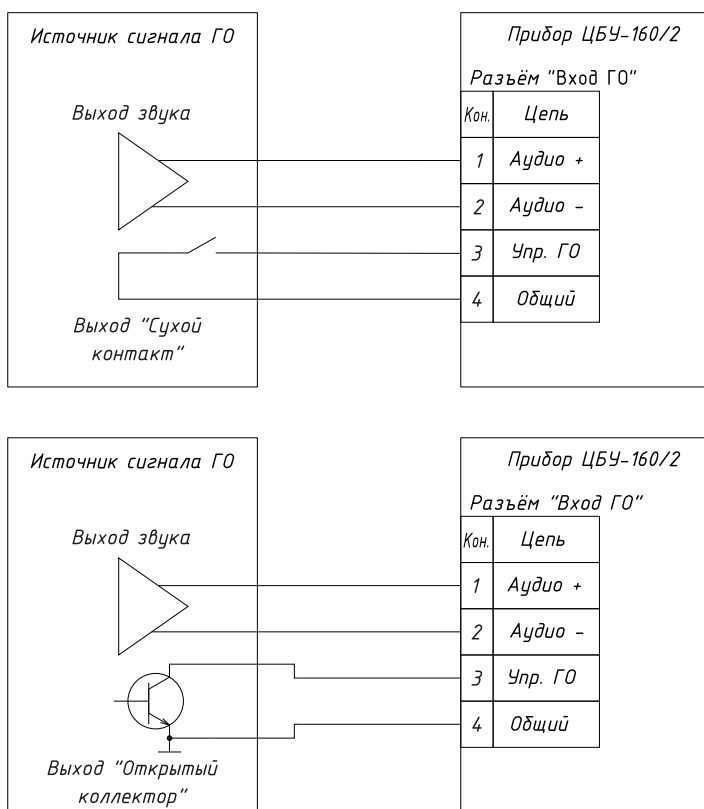 Источник сигнала ГО
Выход звука
Выход "Сухой
контакт"
Прибор ЦБУ-160/2
Разъём "Вход ГО"
Кон. Цепь
1 Аудио +
2 Аудио -
3 Упр. ГО
4 Общий
Источник сигнала ГО
Выход звука
Выход "Открытый
коллектор"
Прибор ЦБУ-160/2
Разъём "Вход ГО"
Кон. Цепь
1 Аудио +
2 Аудио -
3 Упр. ГО
4 Общий